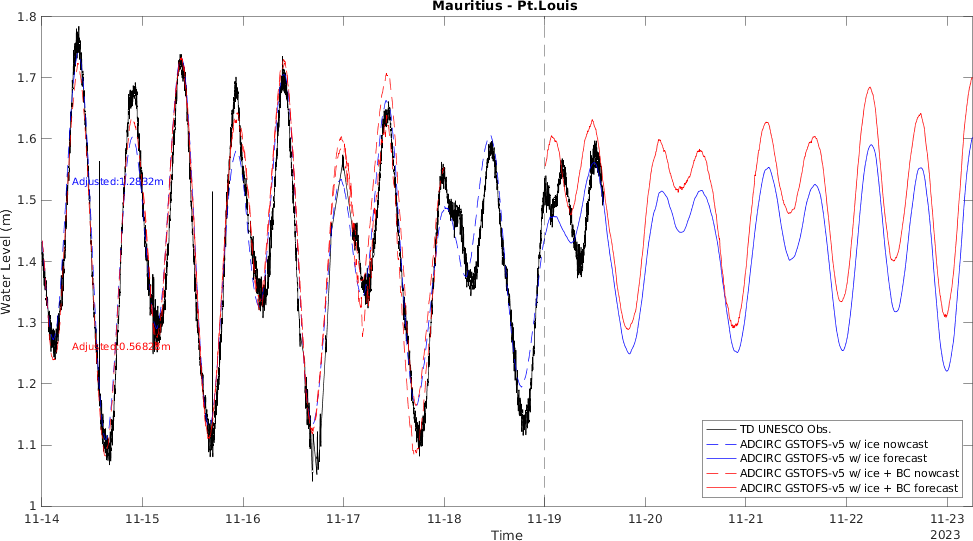 Mauritius - Pt.Louis
Water Level (m)
1.8
1.7
1.6
1.5
1.4
1.3
1.2
1.1
1
Adjusted:1.2832m
TD UNESCO Obs.
ADCIRC GSTOFS-v5 w/ ice nowcast
ADCIRC GSTOFS-v5 w/ ice forecast
ADCIRC GSTOFS-v5 w/ ice + BC nowcast
ADCIRC GSTOFS-v5 w/ ice + BC forecast
11-14 11-15 11-16 11-17 11-18 11-19 11-20 11-21 11-22 11-23
2023
Time